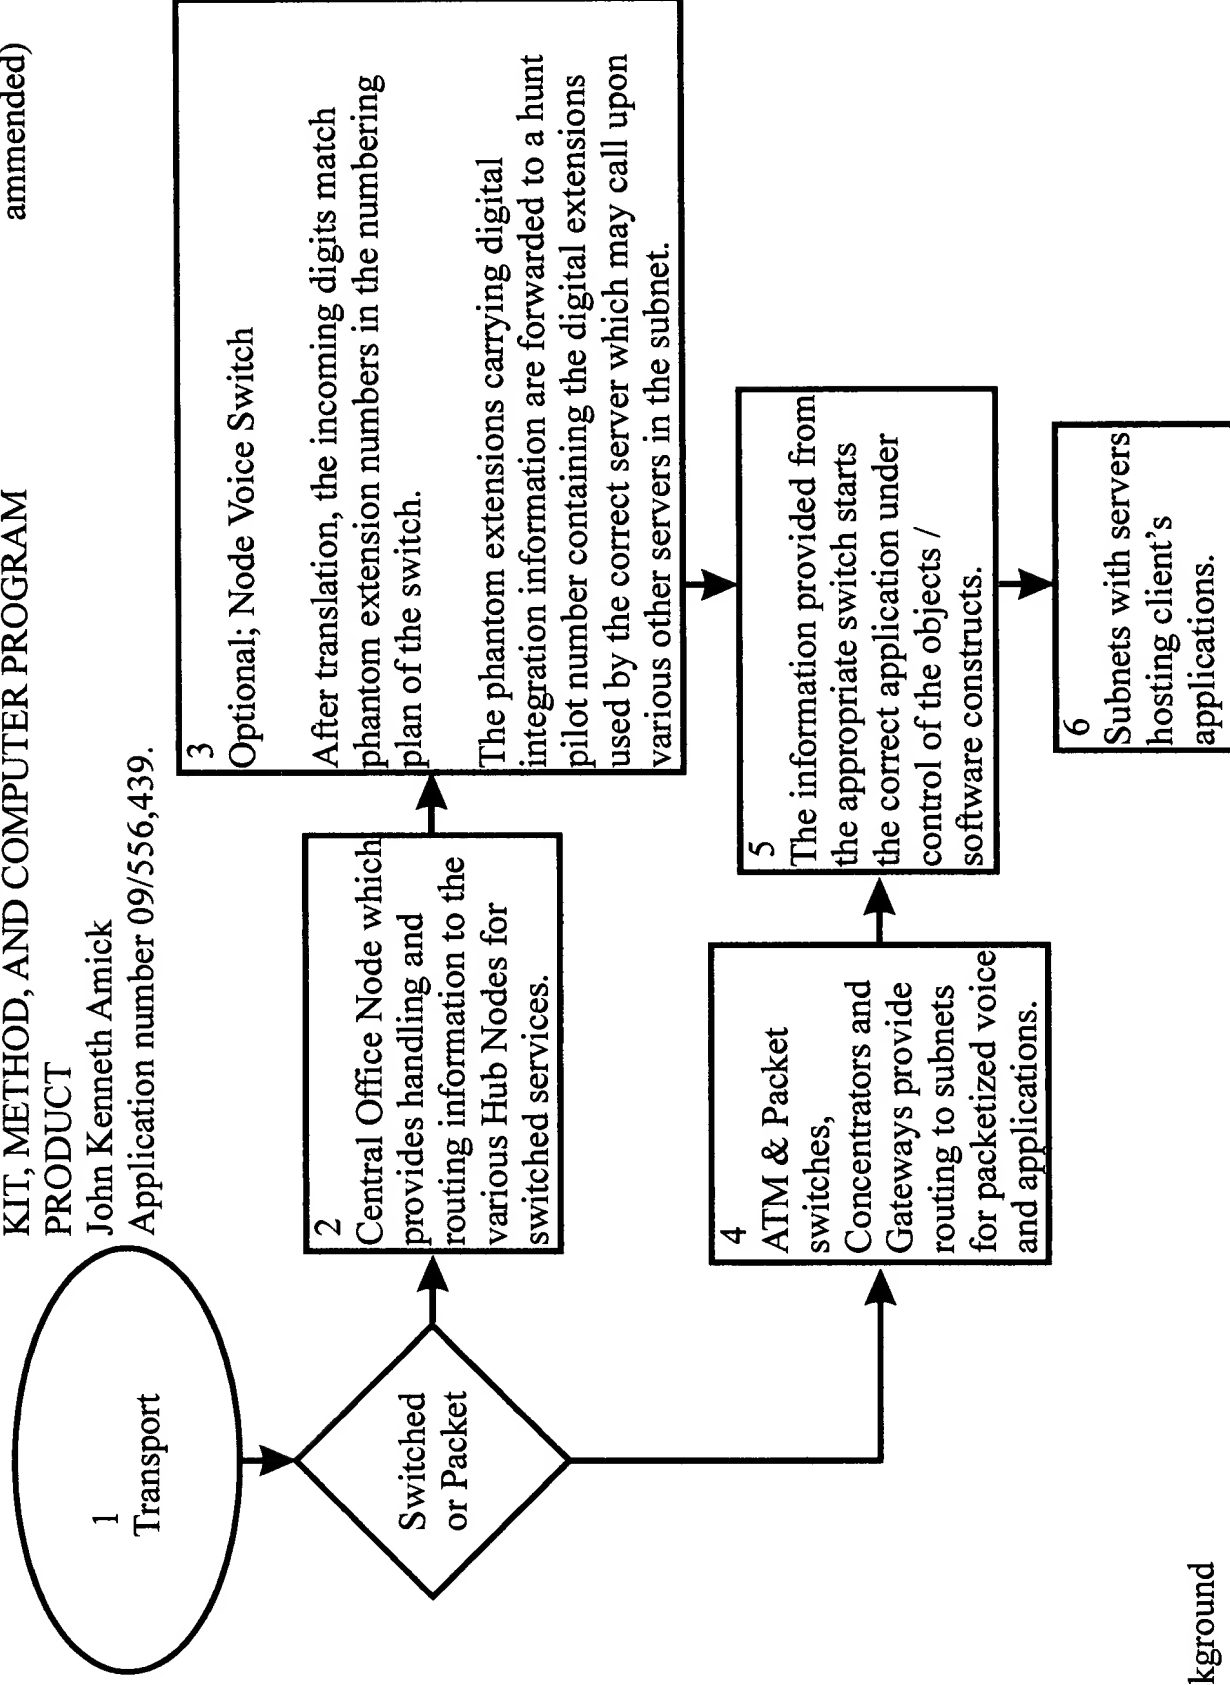 KIT, METHOD, AND COMPUTER PROGRAM
PRODUCT
John Kenneth Amick
Application number 09/556,439.
ammended)
1
Transport
Switched
or Packet
2
Central Office Node which
provides handling and
routing information to the
various Hub Nodes for
switched services.
3
Optional; Node Voice Switch
After translation, the incoming digits match
phantom extension numbers in the numbering
plan of the switch.
The phantom extensions carrying digital
integration information are forwarded to a hunt
pilot number containing the digital extensions
used by the correct server which may call upon
various other servers in the subnet.
4
ATM & Packet
switches,
Concentrators and
Gateways provide
routing to subnets
for packetized voice
and applications.
5
The information provided from
the appropriate switch starts
the correct application under
control of the objects /
software constructs.
6
Subnets with servers
hosting client's
applications.
kground